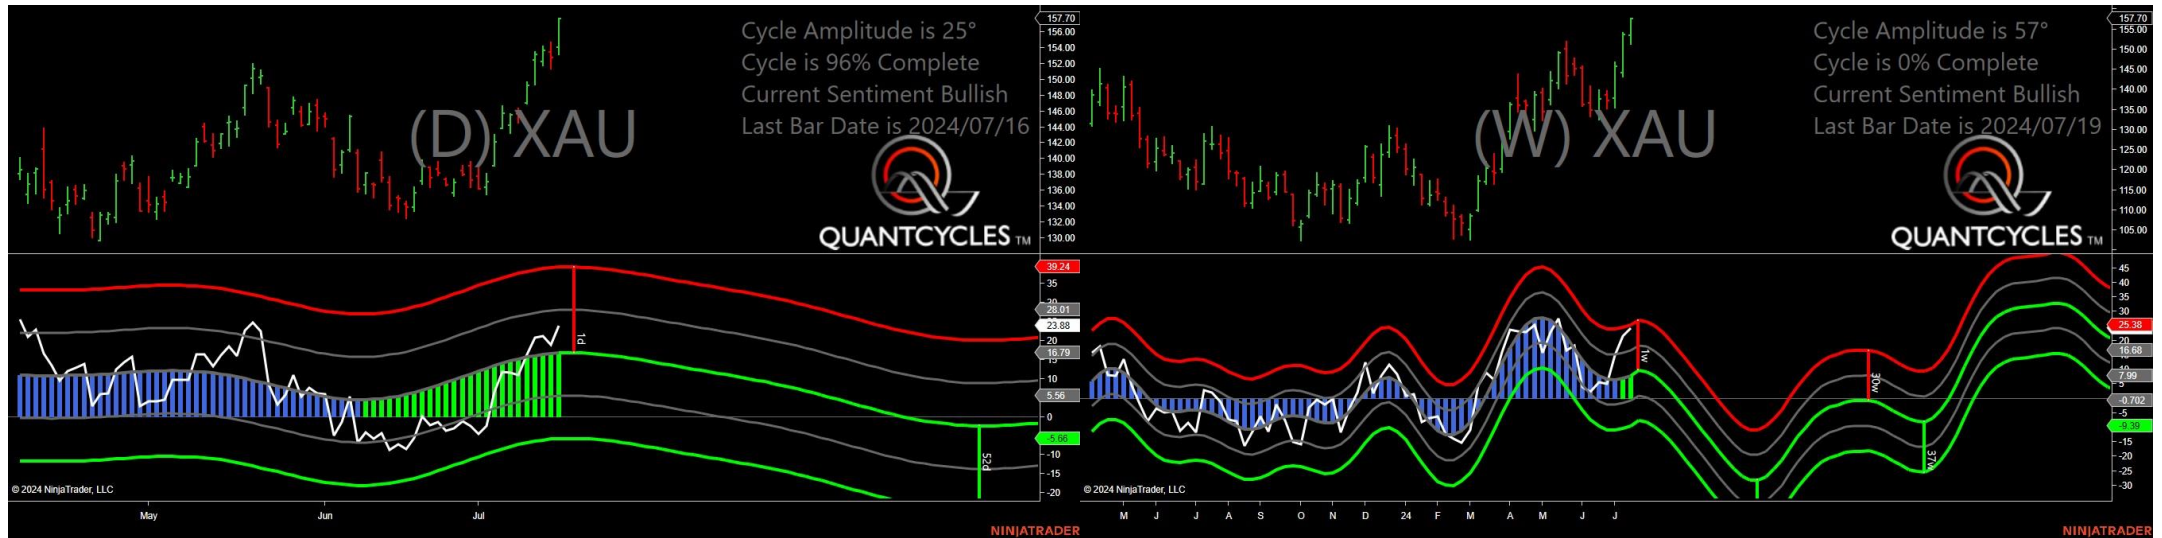 Cycle Amplitude is 25°
Cycle is 96% Complete
Current Sentiment Bullish
Last Bar Date is 2024/07/16
(D) XAU
QUANTCYCLES TM
157.70
156.00
154.00
152.00
150.00
148.00
146.00
144.00
142.00
140.00
138.00
136.00
134.00
132.00
130.00
39.24
35
30
28.01
23.88
20
16.79
10
5.56
0
-5.66
-10
-15
-20
1d
52d
© 2024 NinjaTrader, LLC
May
Jun
Jul
NINJATRADER
Cycle Amplitude is 57°
Cycle is 0% Complete
Current Sentiment Bullish
Last Bar Date is 2024/07/19
(W) XAU
QUANTCYCLES TM
157.70
155.00
150.00
145.00
140.00
135.00
130.00
125.00
120.00
115.00
110.00
105.00
45
40
35
30
25.38
20
16.68
7.99
5
-0.702
-5
-9.39
-15
-20
-25
-30
1w
30w
37w
© 2024 NinjaTrader, LLC
M J J A S O N D 24 F M A M J J
NINJATRADER